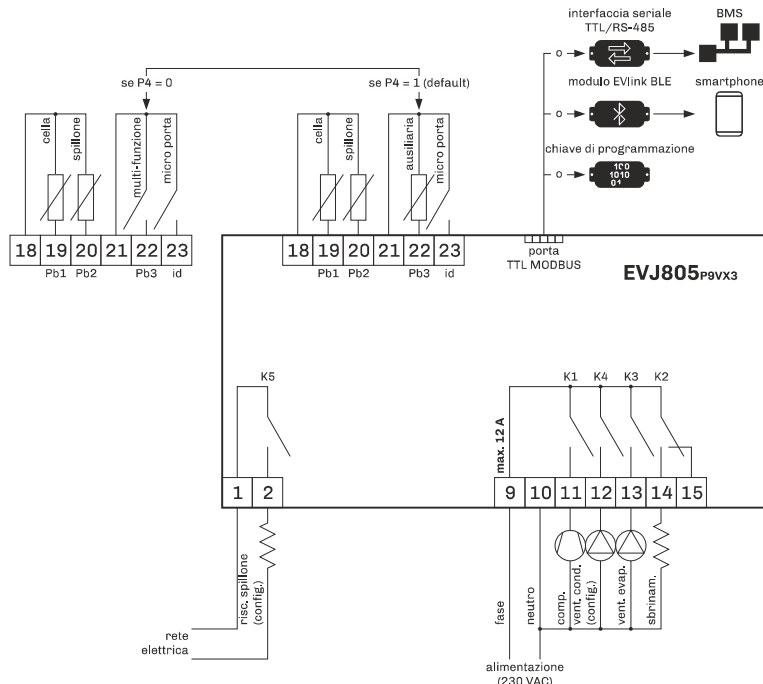 interfaccia seriale
TTL/RS-485
BMS
modulo EVlink BLE
smartphone
chiave di programmazione
1C0
1010
01
se P4 = 0
se P4 = 1 (default)
cella
spillone
multi-funzione
micro porta
cella
spillone
ausiliaria
micro porta
18 19 20 21 22 23
Pb1 Pb2 Pb3 id
18 19 20 21 22 23
Pb1 Pb2 Pb3 id
porta
TTL MODBUS
EVJ805P9VX3
K5
K1 K4 K3 K2
max. 12 A
1 2
9 10 11 12 13 14 15
risc. spillone
(config.)
fase
neutro
comp.
vent. cond.
(config.)
vent. evap.
sbrinam.
rete
elettrica
alimentazione
(230 VAC)